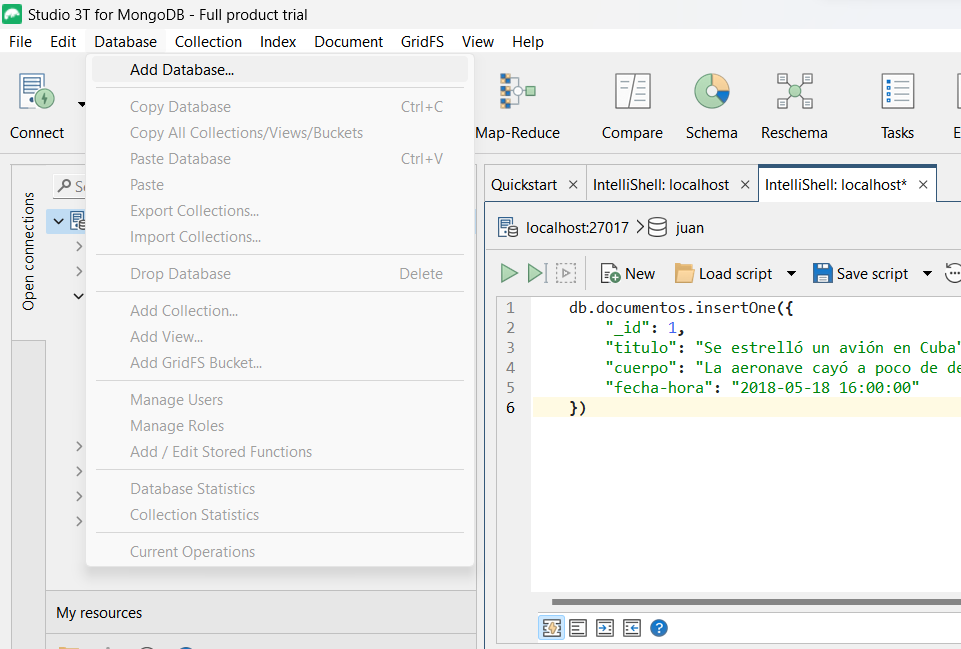 Studio 3T for MongoDB - Full product trial
File Edit Database Collection Index Document GridFS View Help
Add Database...
Copy Database Ctrl+C
Copy All Collections/Views/Buckets
Paste Database Ctrl+V
Paste
Export Collections...
Import Collections...
Drop Database Delete
Add Collection...
Add View...
Add GridFS Bucket...
Manage Users
Manage Roles
Add / Edit Stored Functions
Database Statistics
Collection Statistics
Current Operations
Connect Map-Reduce Compare Schema Reschema Tasks
Open connections
My resources
Quickstart IntelliShell: localhost IntelliShell: localhost*
localhost:27017 juan
New Load script Save script
1 db.documentos.insertOne({
2 "_id": 1,
3 "titulo": "Se estrelló un avión en Cuba"
4 "cuerpo": "La aeronave cayó a poco de
5 "fecha-hora": "2018-05-18 16:00:00"
6 })